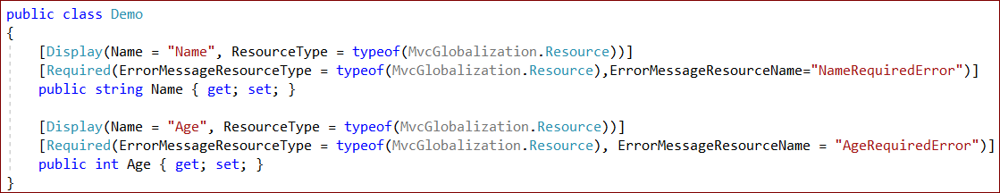 public class Demo
{
    [Display(Name = "Name", ResourceType = typeof(MvcGlobalization.Resource))]
    [Required(ErrorMessageResourceType = typeof(MvcGlobalization.Resource),ErrorMessageResourceName="NameRequiredError")]
    public string Name { get; set; }

    [Display(Name = "Age", ResourceType = typeof(MvcGlobalization.Resource))]
    [Required(ErrorMessageResourceType = typeof(MvcGlobalization.Resource), ErrorMessageResourceName = "AgeRequiredError")]
    public int Age { get; set; }
}